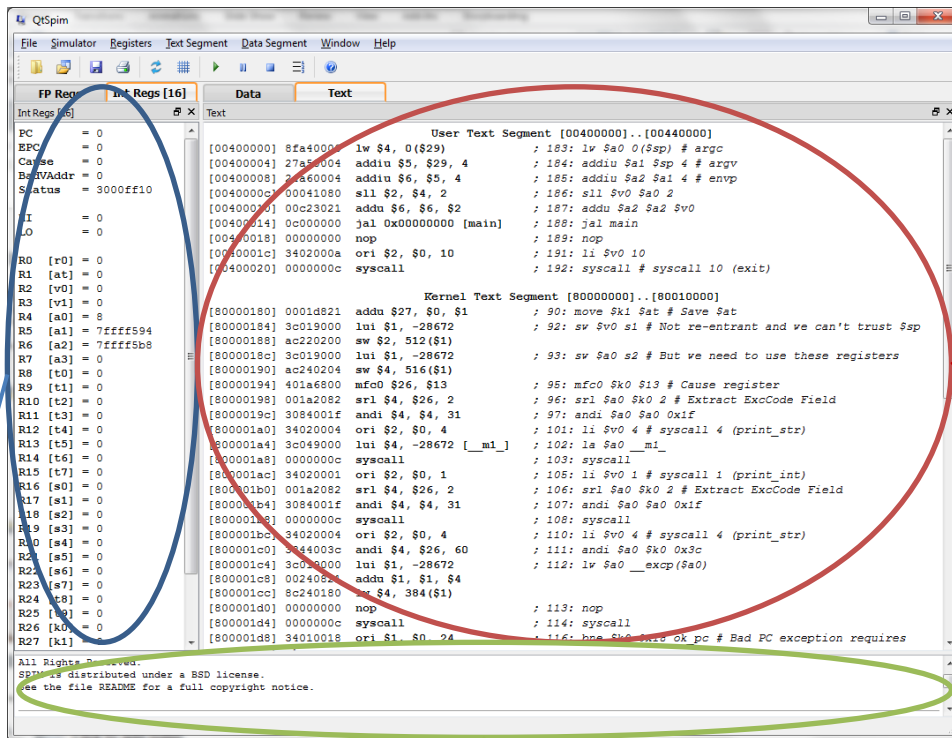 QtSpim
File Simulator Registers Text Segment Data Segment Window Help
FP Regs Int Regs [16] Data Text
Int Regs [16]
PC = 0
EPC = 0
Cause = 0
BadVAddr = 0
Status = 3000ff10
HI = 0
LO = 0
R0 [r0] = 0
R1 [at] = 0
R2 [v0] = 0
R3 [v1] = 0
R4 [a0] = 8
R5 [a1] = 7ffff594
R6 [a2] = 7ffff5b8
R7 [a3] = 0
R8 [t0] = 0
R9 [t1] = 0
R10 [t2] = 0
R11 [t3] = 0
R12 [t4] = 0
R13 [t5] = 0
R14 [t6] = 0
R15 [t7] = 0
R16 [s0] = 0
R17 [s1] = 0
R18 [s2] = 0
R19 [s3] = 0
R20 [s4] = 0
R21 [s5] = 0
R22 [s6] = 0
R23 [s7] = 0
R24 [t8] = 0
R25 [t9] = 0
R26 [k0] = 0
R27 [k1] = 0
Text
User Text Segment [00400000]..[00440000]
[00400000] 8fa40000 lw $4, 0($29) ; 183: lw $a0 0($sp) # argc
[00400004] 27a50004 addiu $5, $29, 4 ; 184: addiu $a1 $sp 4 # argv
[00400008] 24a60004 addiu $6, $5, 4 ; 185: addiu $a2 $a1 4 # envp
[0040000c] 00041080 sll $2, $4, 2 ; 186: sll $v0 $a0 2
[00400010] 00c23021 addu $6, $6, $2 ; 187: addu $a2 $a2 $v0
[00400014] 0c000000 jal 0x00000000 [main] ; 188: jal main
[00400018] 00000000 nop ; 189: nop
[0040001c] 3402000a ori $2, $0, 10 ; 191: li $v0 10
[00400020] 0000000c syscall ; 192: syscall # syscall 10 (exit)
Kernel Text Segment [80000000]..[80010000]
[80000180] 0001d821 addu $27, $0, $1 ; 90: move $k1 $at # Save $at
[80000184] 3c019000 lui $1, -28672 ; 92: sw $v0 s1 # Not re-entrant and we can't trust $sp
[80000188] ac220200 sw $2, 512($1)
[8000018c] 3c019000 lui $1, -28672 ; 93: sw $a0 s2 # But we need to use these registers
[80000190] ac240204 sw $4, 516($1)
[80000194] 401a6800 mfc0 $26, $13 ; 95: mfc0 $k0 $13 # Cause register
[80000198] 001a2082 srl $4, $26, 2 ; 96: srl $a0 $k0 2 # Extract ExcCode Field
[8000019c] 3084001f andi $4, $4, 31 ; 97: andi $a0 $a0 0x1f
[800001a0] 34020004 ori $2, $0, 4 ; 101: li $v0 4 # syscall 4 (print_str)
[800001a4] 3c049000 lui $4, -28672 [__m1_] ; 102: la $a0 __m1_
[800001a8] 0000000c syscall ; 103: syscall
[800001ac] 34020001 ori $2, $0, 1 ; 105: li $v0 1 # syscall 1 (print_int)
[800001b0] 001a2082 srl $4, $26, 2 ; 106: srl $a0 $k0 2 # Extract ExcCode Field
[800001b4] 3084001f andi $4, $4, 31 ; 107: andi $a0 $a0 0x1f
[800001b8] 0000000c syscall ; 108: syscall
[800001bc] 34020004 ori $2, $0, 4 ; 110: li $v0 4 # syscall 4 (print_str)
[800001c0] 3344003c andi $4, $26, 60 ; 111: andi $a0 $k0 0x3c
[800001c4] 3c019000 lui $1, -28672 ; 112: lw $a0 __excp($a0)
[800001c8] 00240821 addu $1, $1, $4
[800001cc] 8c240180 lw $4, 384($1)
[800001d0] 00000000 nop ; 113: nop
[800001d4] 0000000c syscall ; 114: syscall
[800001d8] 34010018 ori $1, $0, 24 ; 116: bne $k0 0x18 ok_pc # Bad PC exception requires
All Rights Reserved.
SPIM is distributed under a BSD license.
See the file README for a full copyright notice.